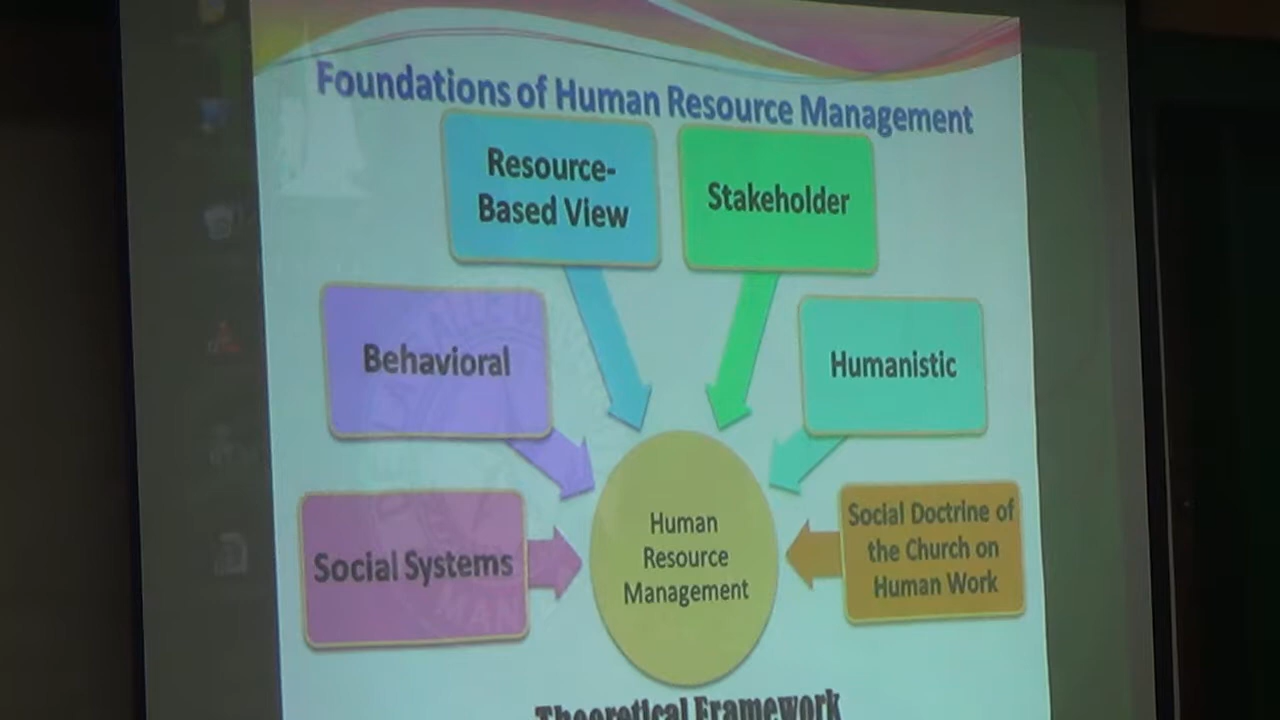 Foundations of Human Resource Management
Resource-
Based View
Stakeholder
Behavioral
Humanistic
Social Systems
Human
Resource
Management
Social Doctrine of
the Church on
Human Work
Theoretical Framework